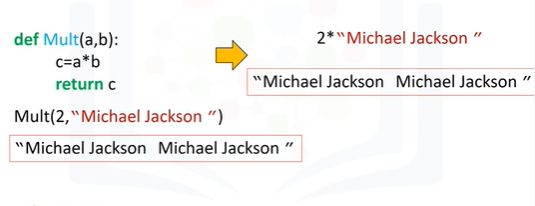 def Mult(a,b):
c=a*b
return c
Mult(2,"Michael Jackson ")
"Michael Jackson  Michael Jackson "
2*"Michael Jackson "
"Michael Jackson  Michael Jackson "